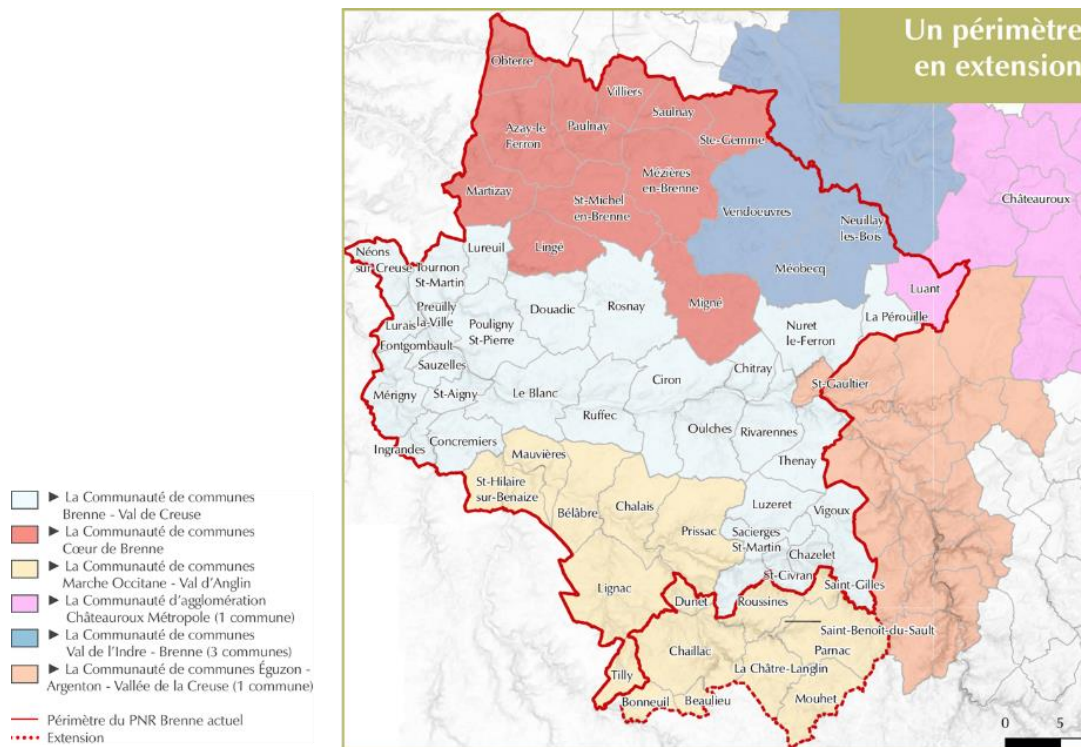 Un périmètre
en extension
Obterre
Villiers
Saulnay
Azay-le
Ferron
Paulnay
Ste-Gemme
Mézières
en-Brenne
Martizay
St-Michel
en-Brenne
Vendoeuvres
Neuillay
les-Bois
Châteauroux
Lureuil
Lingé
Méobecq
Néons
sur-Creuse
Tournon
St-Martin
Luant
Migné
La Pérouille
Preuilly
la-Ville
Douadic
Rosnay
Lurais
Pouligny
St-Pierre
Nuret
le-Ferron
Fontgombault
Sauzelles
Chitray
St-Gaultier
Mérigny
St-Aigny
Le Blanc
Ciron
Ruffec
Oulches
Rivarennes
Ingrandes
Concremiers
Mauvières
Thenay
St-Hilaire
sur-Benaize
Bélâbre
Chalais
Prissac
Luzeret
Vigoux
Sacierges
St-Martin
Chazelet
St-Civran
Saint-Gilles
Lignac
Dunet
Roussines
Saint-Benoit-du-Sault
Chaillac
Parnac
La Châtre-Langlin
Tilly
Mouhet
Bonneuil
Beaulieu
0 5
► La Communauté de communes
Brenne - Val de Creuse
► La Communauté de communes
Cœur de Brenne
► La Communauté de communes
Marche Occitane - Val d'Anglin
► La Communauté d'agglomération
Châteauroux Métropole (1 commune)
► La Communauté de communes
Val de l'Indre - Brenne (3 communes)
► La Communauté de communes Éguzon -
Argenton - Vallée de la Creuse (1 commune)
Périmètre du PNR Brenne actuel
Extension